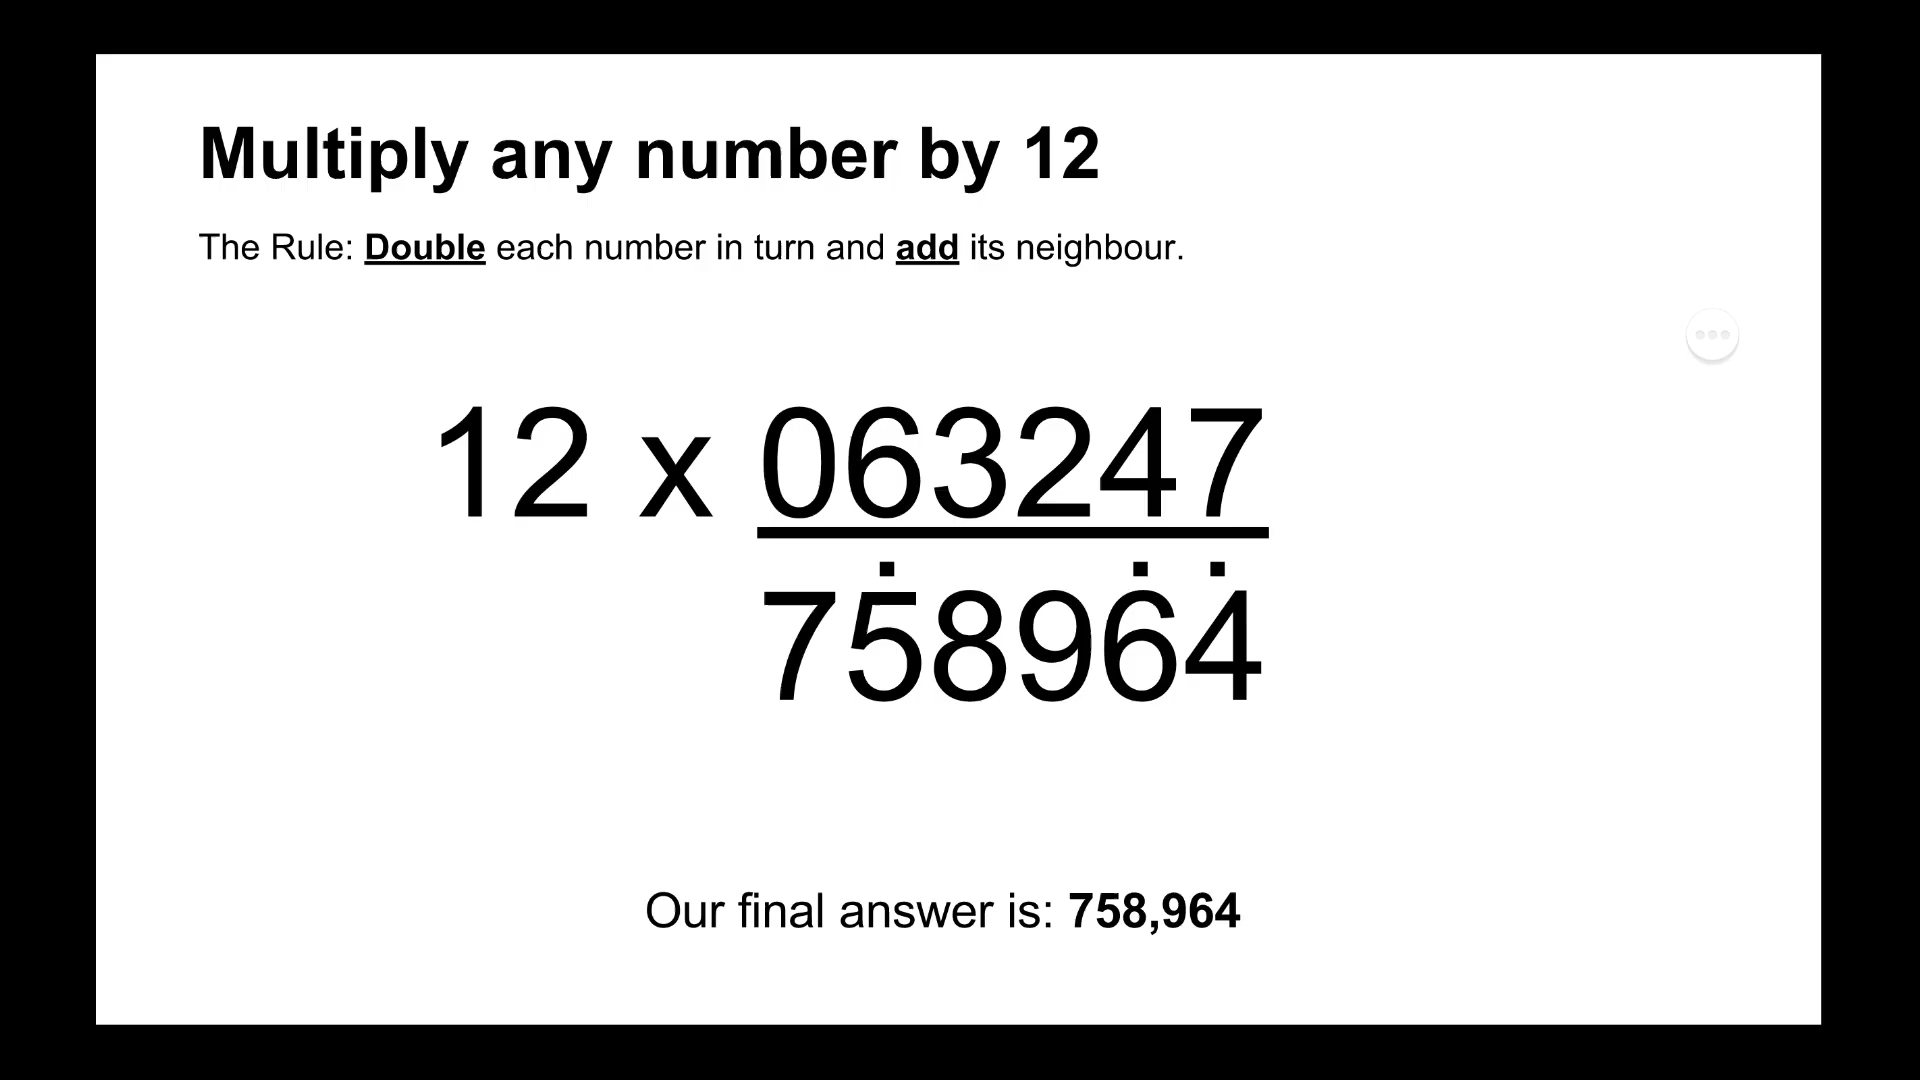 Multiply any number by 12
The Rule: Double each number in turn and add its neighbour.
12 x 063247
758964
Our final answer is: 758,964